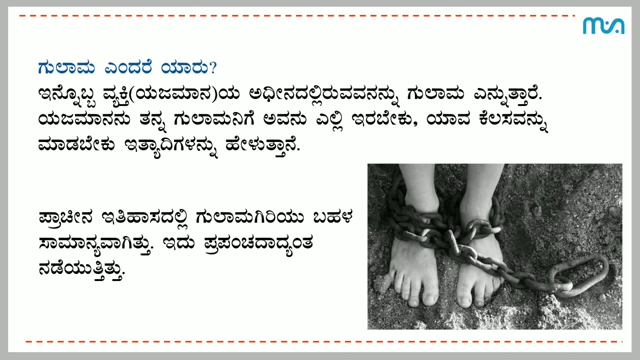 ಗುಲಾಮ ಎಂದರೆ ಯಾರು?
ಇನ್ನೊಬ್ಬ ವ್ಯಕ್ತಿ(ಯಜಮಾನ)ಯ ಅಧೀನದಲ್ಲಿರುವವನನ್ನು ಗುಲಾಮ ಎನ್ನುತ್ತಾರೆ.
ಯಜಮಾನನು ತನ್ನ ಗುಲಾಮನಿಗೆ ಅವನು ಎಲ್ಲಿ ಇರಬೇಕು, ಯಾವ ಕೆಲಸವನ್ನು
ಮಾಡಬೇಕು ಇತ್ಯಾದಿಗಳನ್ನು ಹೇಳುತ್ತಾನೆ.
ಪ್ರಾಚೀನ ಇತಿಹಾಸದಲ್ಲಿ ಗುಲಾಮಗಿರಿಯು ಬಹಳ
ಸಾಮಾನ್ಯವಾಗಿತ್ತು. ಇದು ಪ್ರಪಂಚದಾದ್ಯಂತ
ನಡೆಯುತ್ತಿತ್ತು.